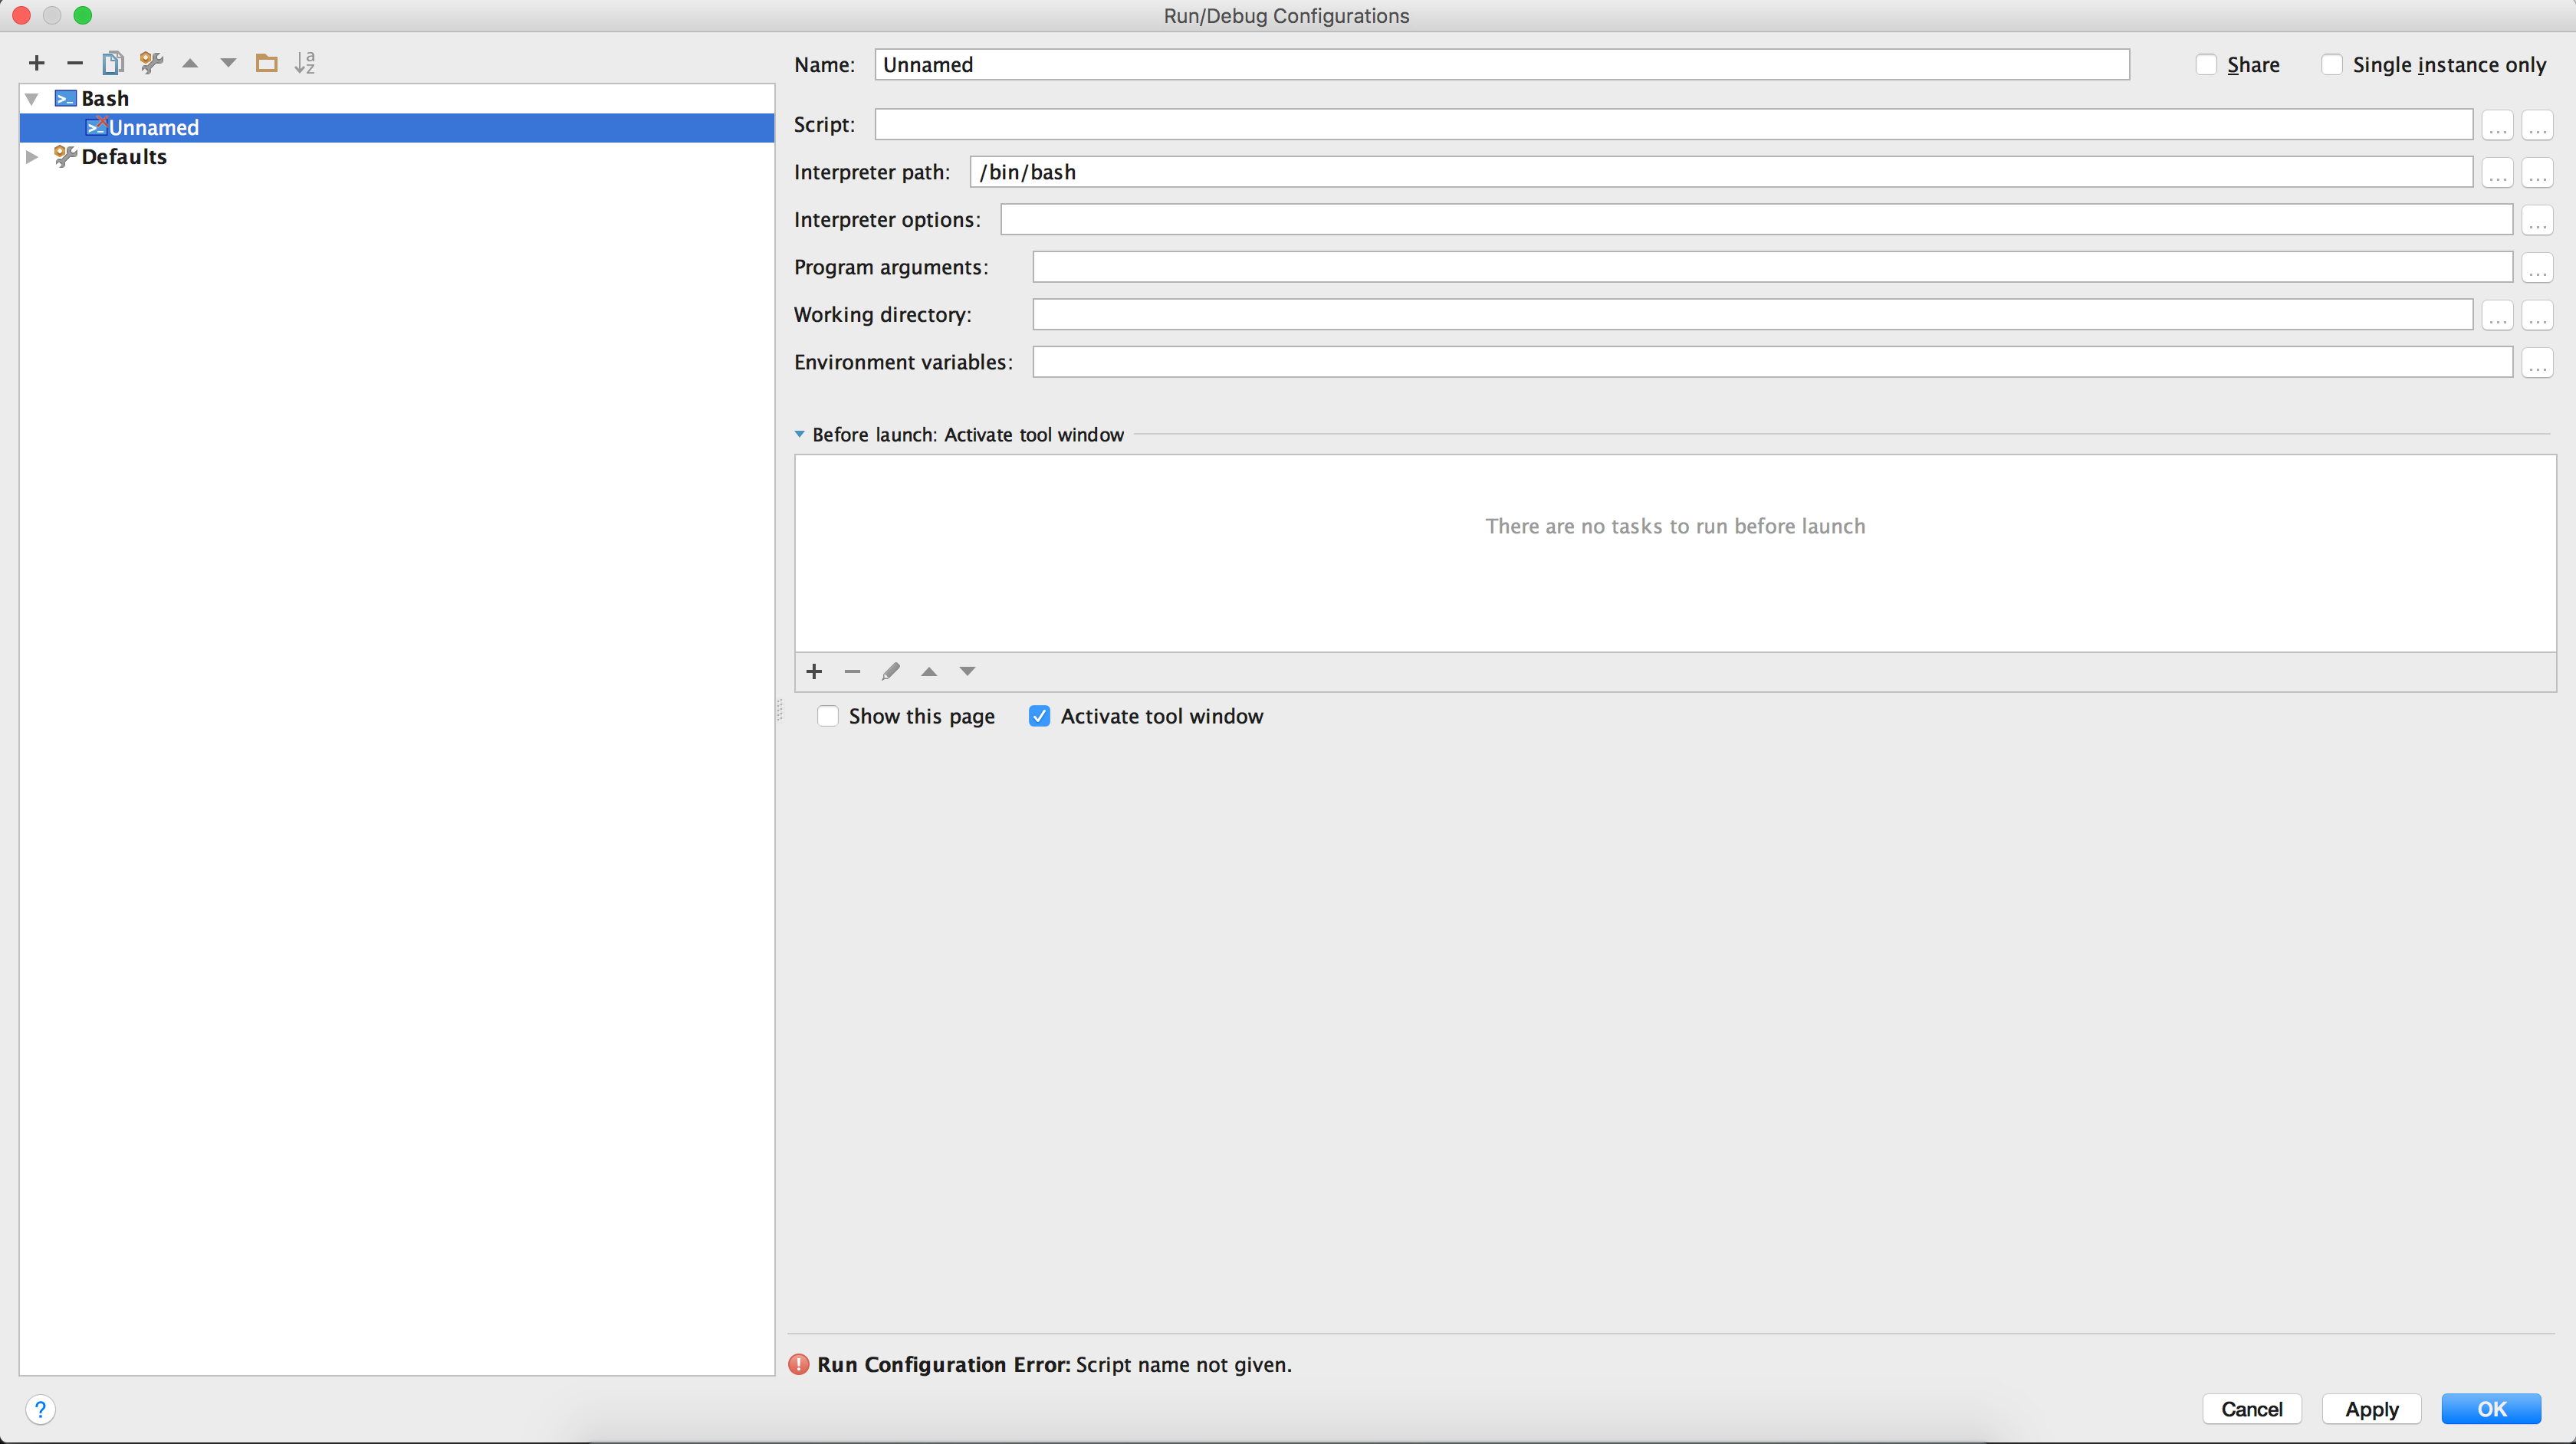 Run/Debug Configurations
Bash
Unnamed
Defaults
Name: Unnamed
Share
Single instance only
Script:
Interpreter path: /bin/bash
Interpreter options:
Program arguments:
Working directory:
Environment variables:
Before launch: Activate tool window
There are no tasks to run before launch
Show this page
Activate tool window
Run Configuration Error: Script name not given.
?
Cancel
Apply
OK